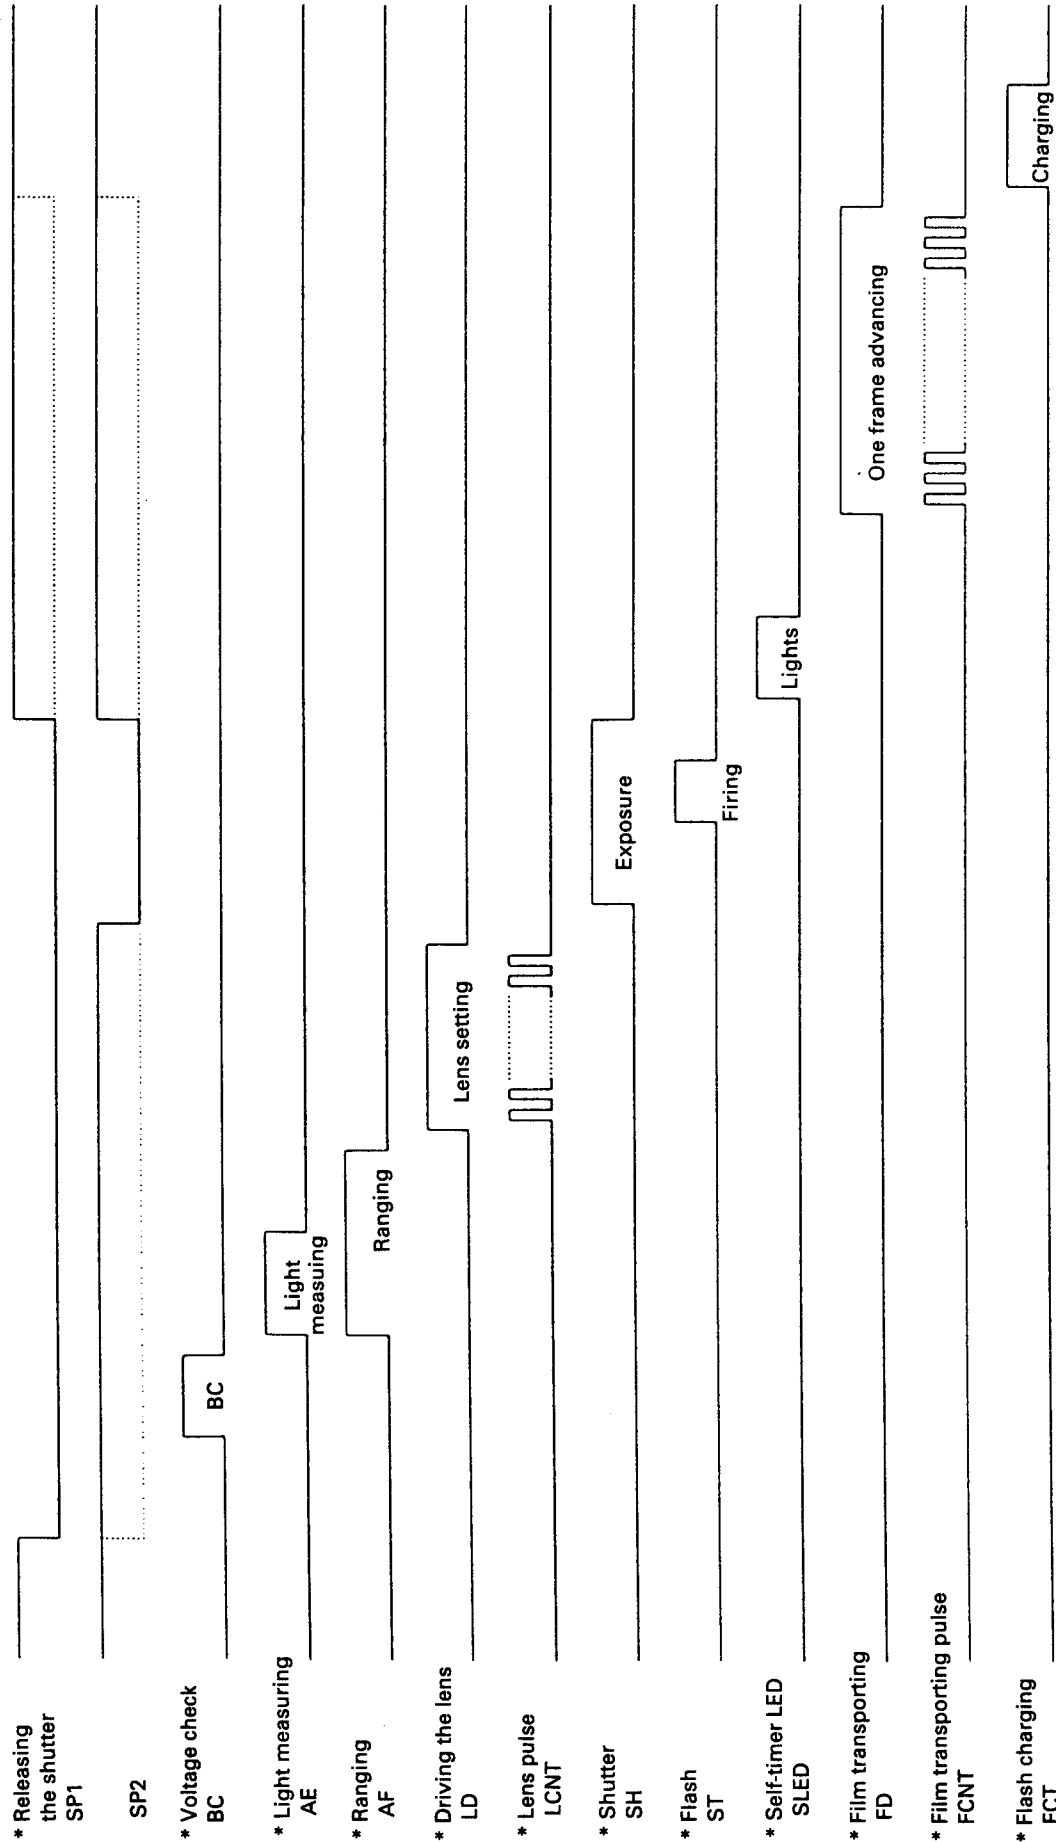 * Releasing
the shutter
SP1
SP2
* Voltage check
BC
BC
* Light measuring
AE
Light
measuing
* Ranging
AF
Ranging
* Driving the lens
LD
Lens setting
* Lens pulse
LCNT
* Shutter
SH
Exposure
* Flash
ST
Firing
* Self-timer LED
SLED
Lights
* Film transporting
FD
One frame advancing
* Film transporting pulse
FCNT
* Flash charging
FCT
Charging